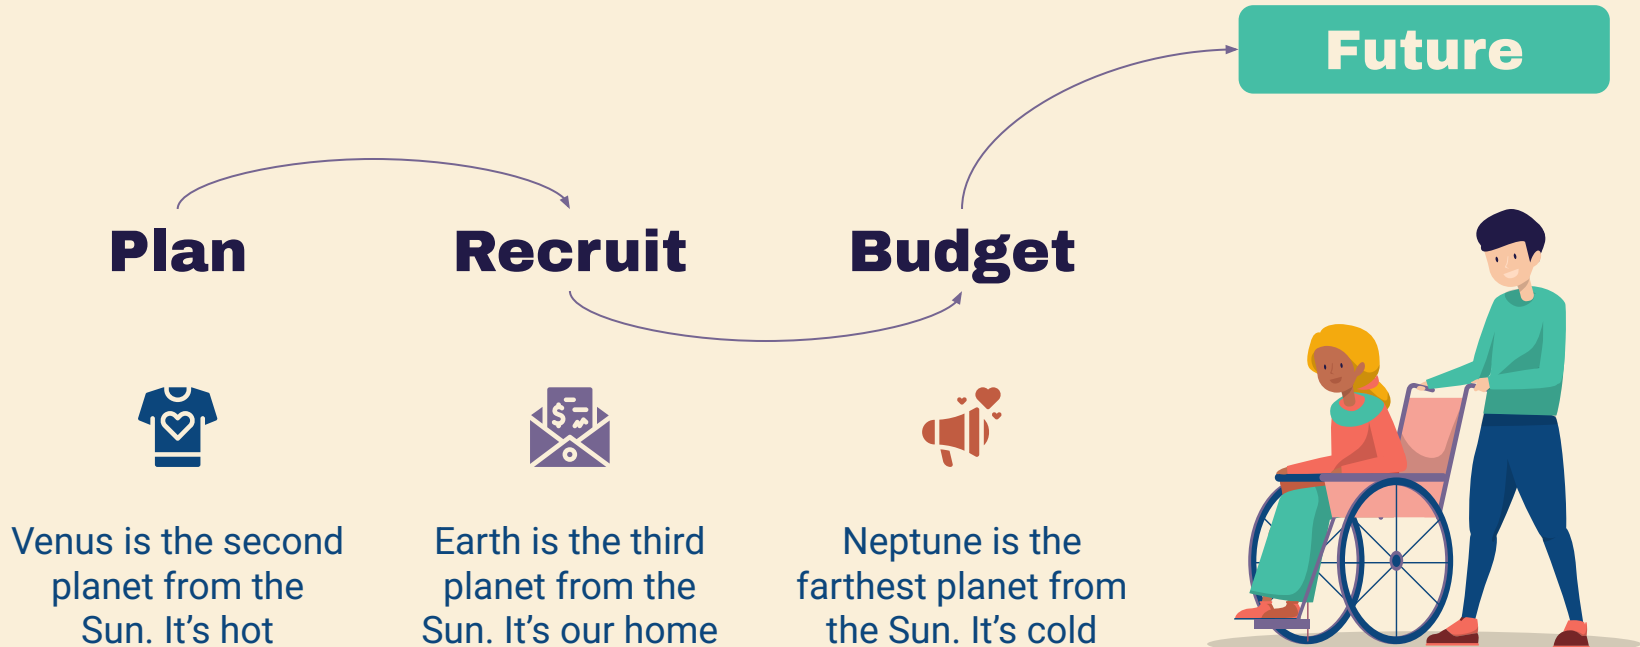 Future
Plan
Recruit
Budget
$
Venus is the second
planet from the
Sun. It’s hot
Earth is the third
planet from the
Sun. It’s our home
Neptune is the
farthest planet from
the Sun. It’s cold